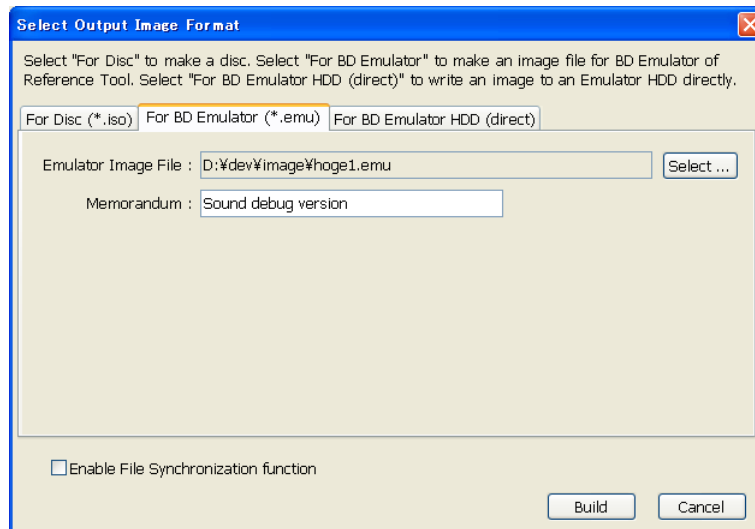 Select Output Image Format
Select "For Disc" to make a disc. Select "For BD Emulator" to make an image file for BD Emulator of
Reference Tool. Select "For BD Emulator HDD (direct)" to write an image to an Emulator HDD directly.
For Disc (*.iso) For BD Emulator (*.emu) For BD Emulator HDD (direct)
Emulator Image File : D:¥dev¥image¥hoge1.emu Select ...
Memorandum : Sound debug version
Enable File Synchronization function
Build Cancel